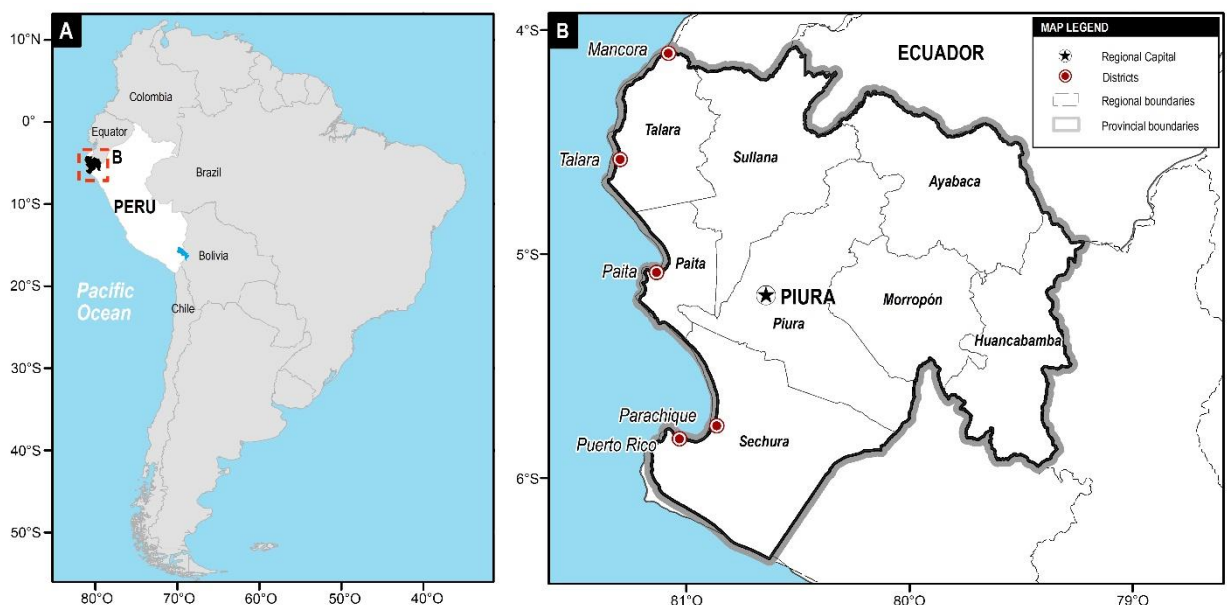 A
10°N
0°
10°S
20°S
30°S
40°S
50°S
80°O
70°O
60°O
50°O
40°O
Colombia
Equator
B
Brazil
PERU
Bolivia
Pacific
Ocean
Chile
B
4°S
5°S
6°S
81°O
80°O
79°O
Mancora
ECUADOR
Talara
Sullana
Talara
Ayabaca
Paita
Paita
PIURA
Piura
Morropón
Huancabamba
Parachique
Puerto Rico
Sechura
MAP LEGEND
Regional Capital
Districts
Regional boundaries
Provincial boundaries